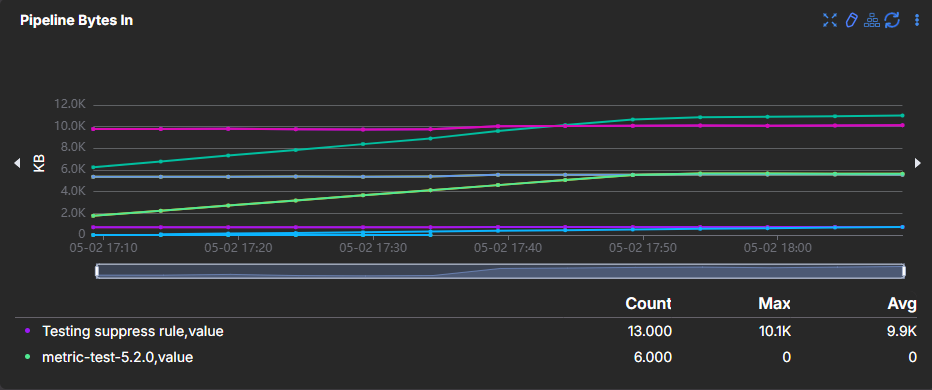 Pipeline Bytes In
KB
12.0K
10.0K
8.0K
6.0K
4.0K
2.0K
0
05-02 17:10 05-02 17:20 05-02 17:30 05-02 17:40 05-02 17:50 05-02 18:00
Count Max Avg
Testing suppress rule,value 13.000 10.1K 9.9K
metric-test-5.2.0,value 6.000 0 0